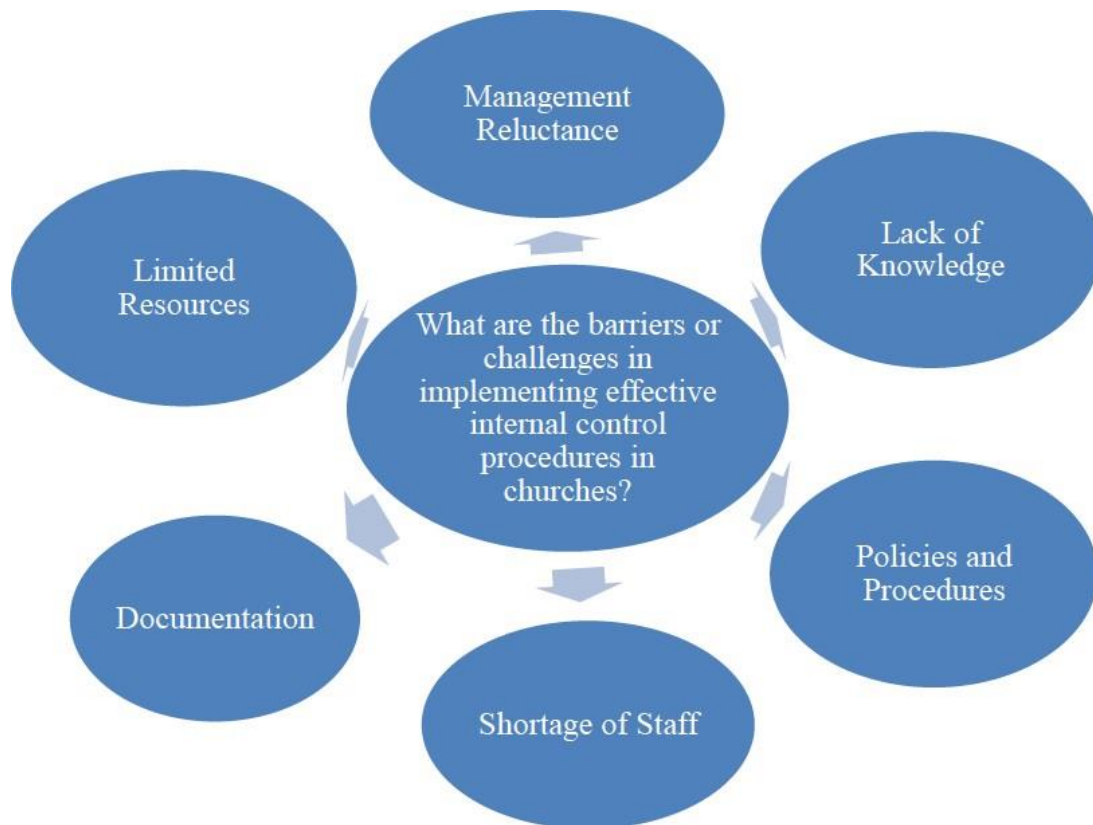 Management
Reluctance
Lack of
Knowledge
Limited
Resources
What are the barriers or
challenges in
implementing effective
internal control
procedures in
churches?
Policies and
Procedures
Documentation
Shortage of Staff